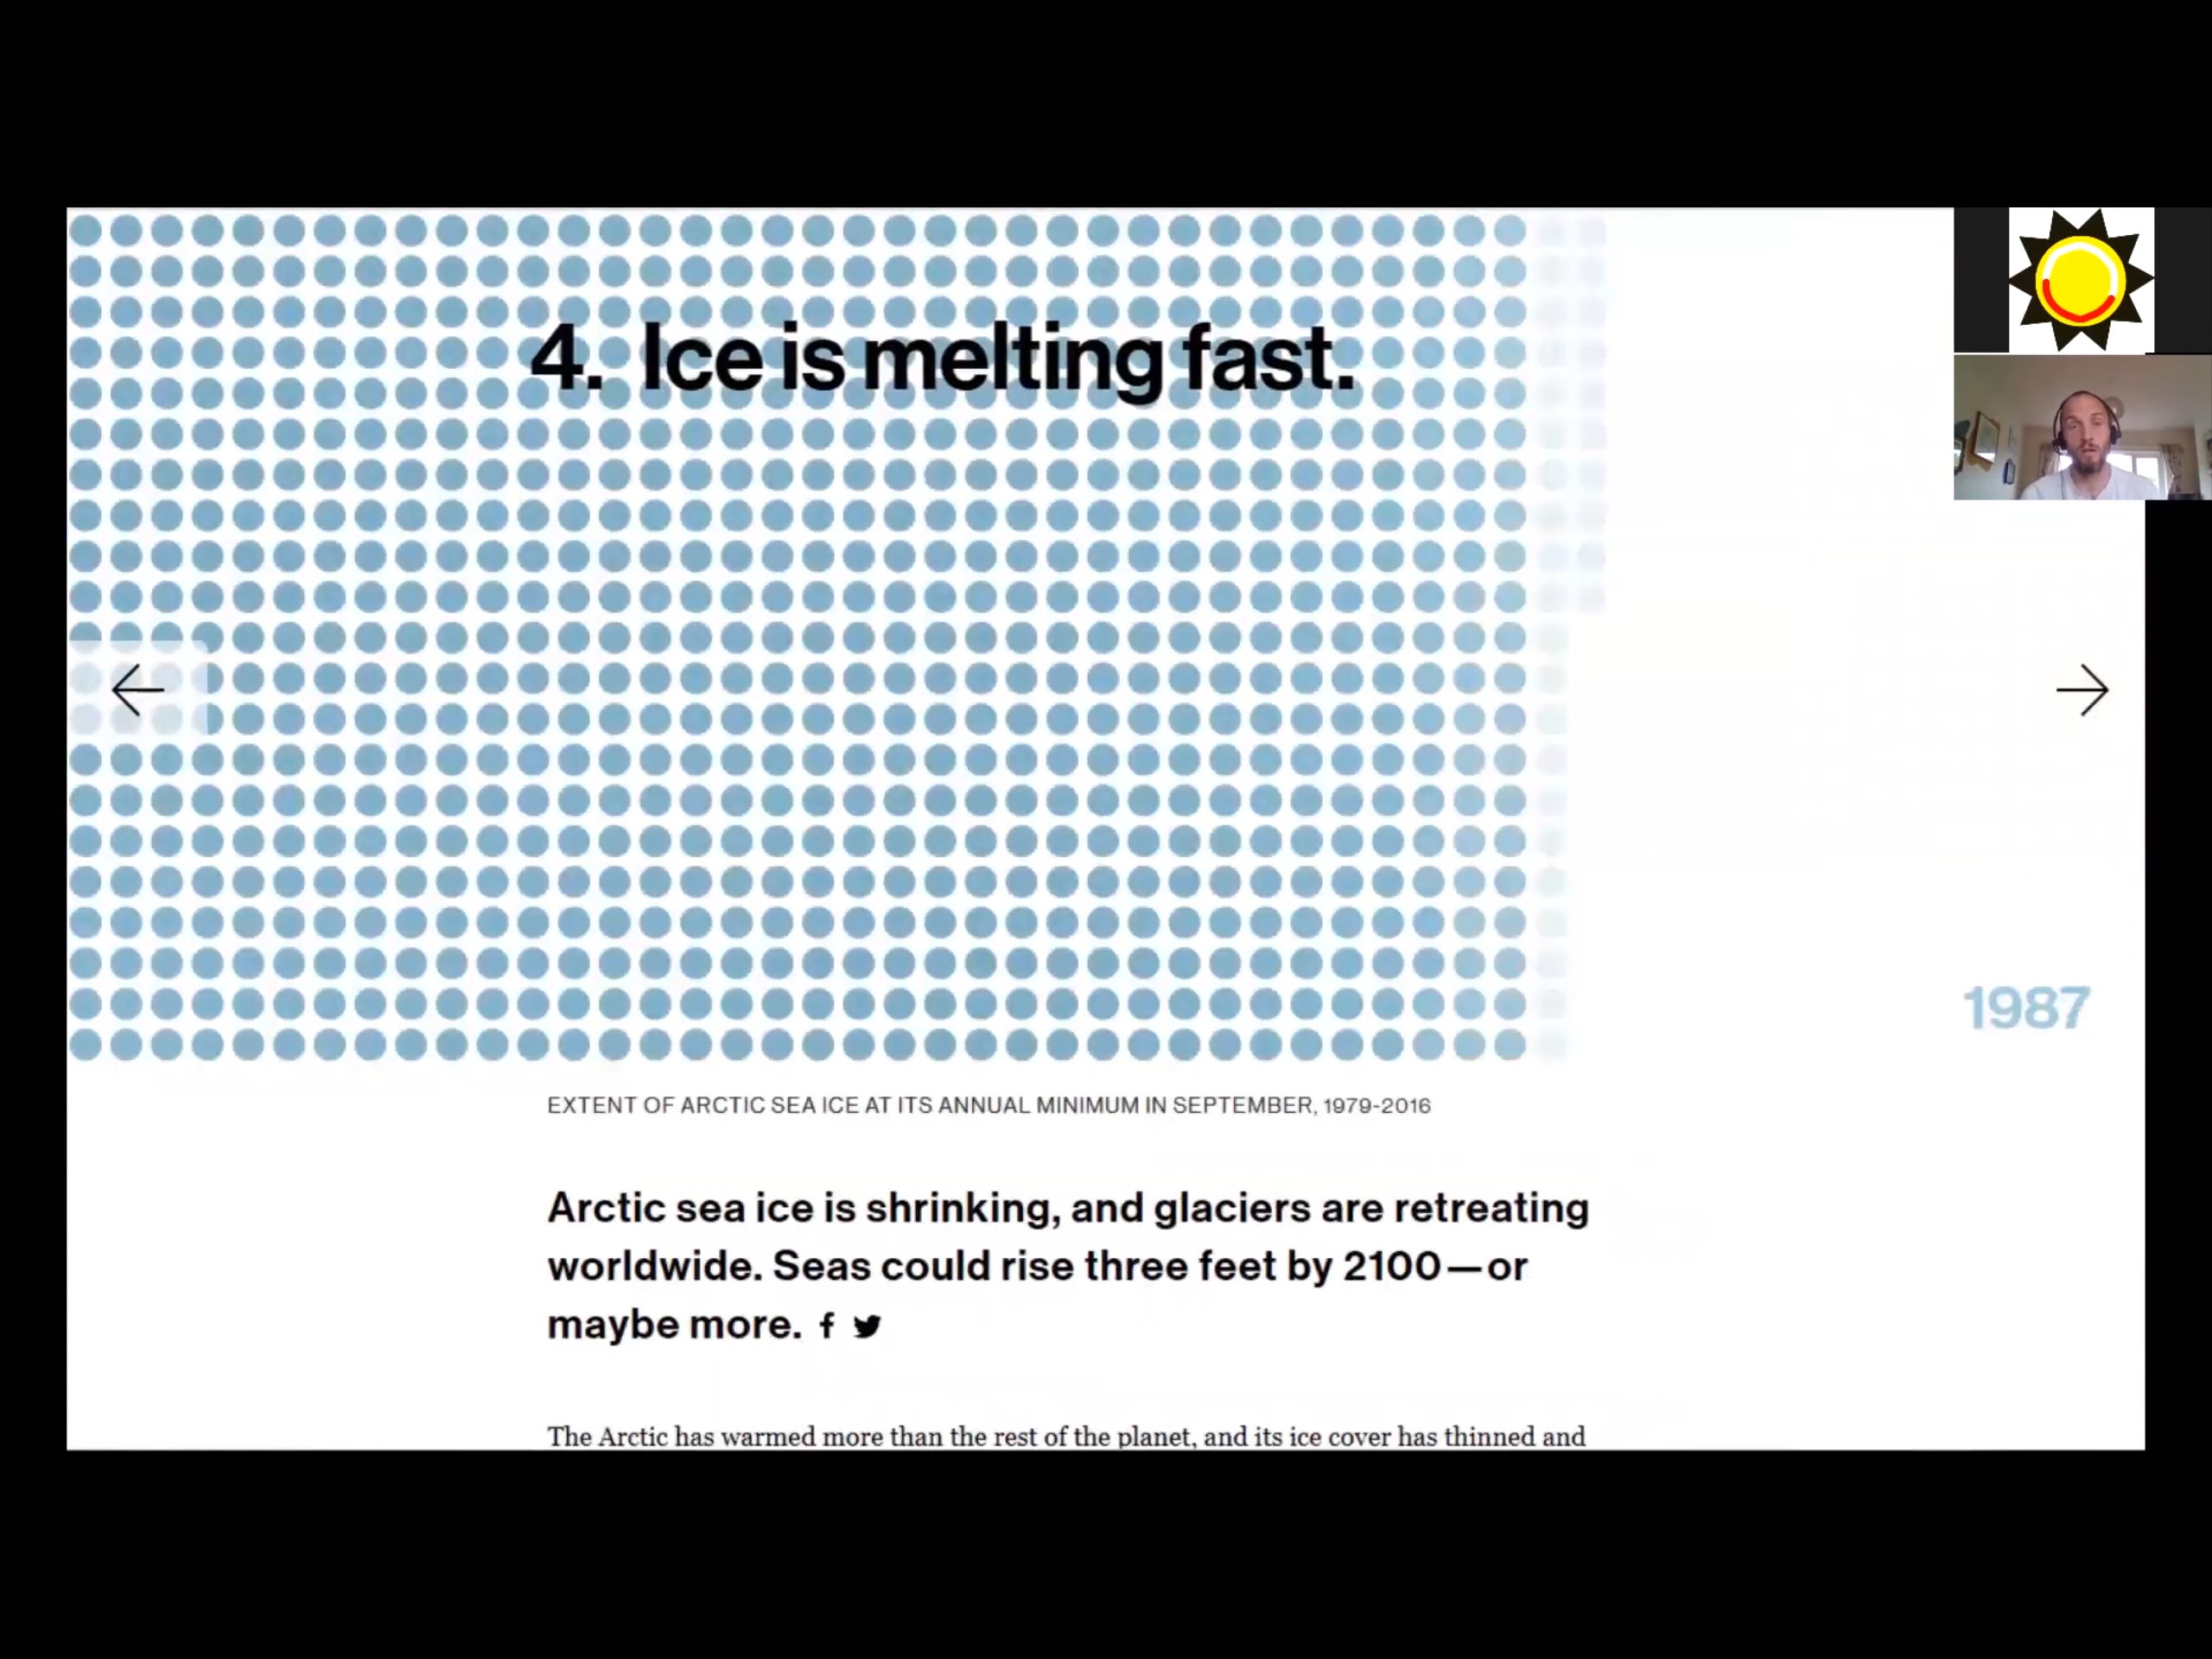 4. Ice is melting fast.
1987
EXTENT OF ARCTIC SEA ICE AT ITS ANNUAL MINIMUM IN SEPTEMBER, 1979-2016
Arctic sea ice is shrinking, and glaciers are retreating
worldwide. Seas could rise three feet by 2100—or
maybe more.
The Arctic has warmed more than the rest of the planet, and its ice cover has thinned and